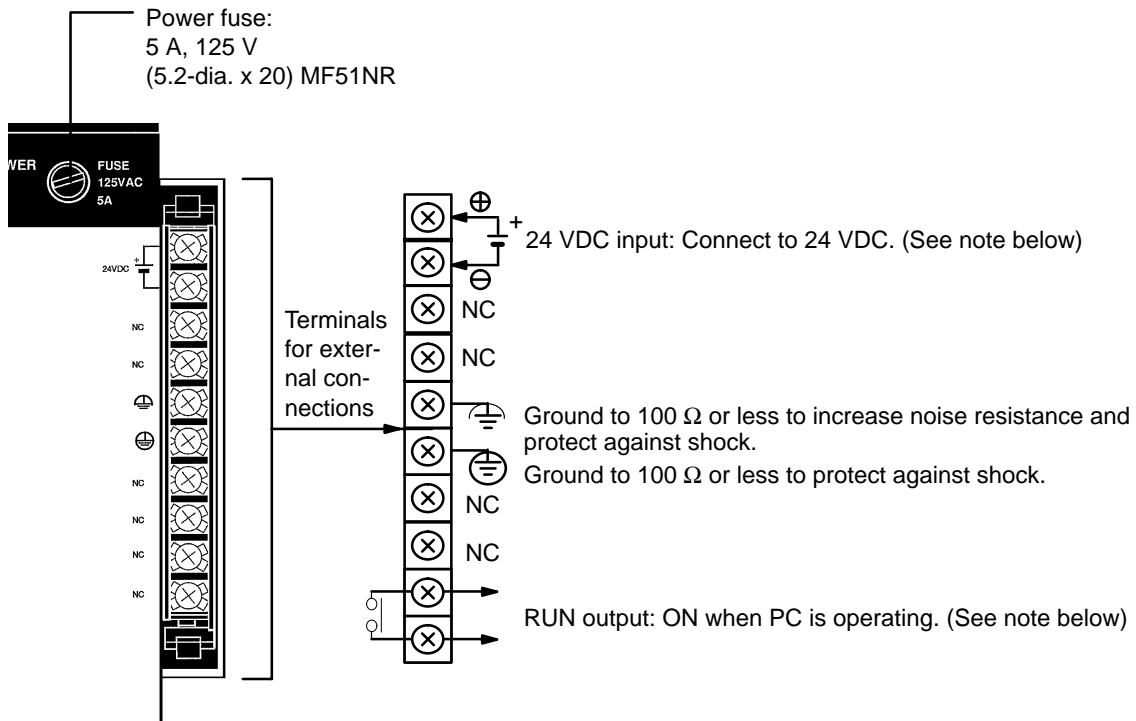 Power fuse:
5 A, 125 V
(5.2-dia. x 20) MF51NR
WER
FUSE
125VAC
5A
24VDC
+
NC
NC
NC
NC
NC
NC
Terminals
for exter-
nal con-
nections
+
24 VDC input: Connect to 24 VDC. (See note below)
NC
NC
Ground to 100 Ω or less to increase noise resistance and
protect against shock.
Ground to 100 Ω or less to protect against shock.
NC
NC
RUN output: ON when PC is operating. (See note below)